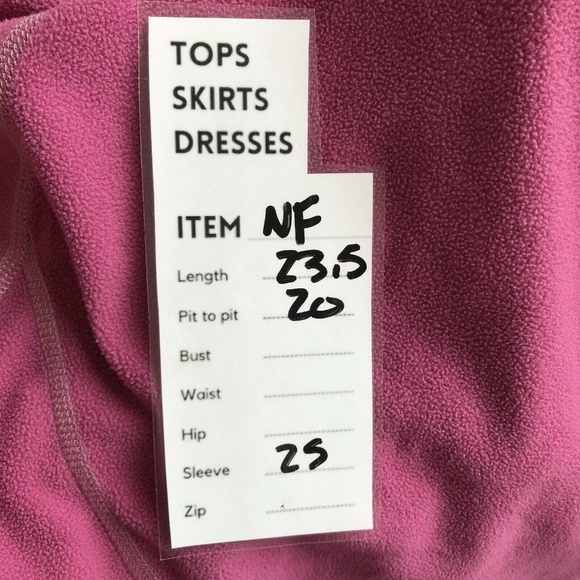 TOPS
SKIRTS
DRESSES
ITEM NF
Length 23.5
Pit to pit 20
Bust
Waist
Hip
Sleeve 25
Zip